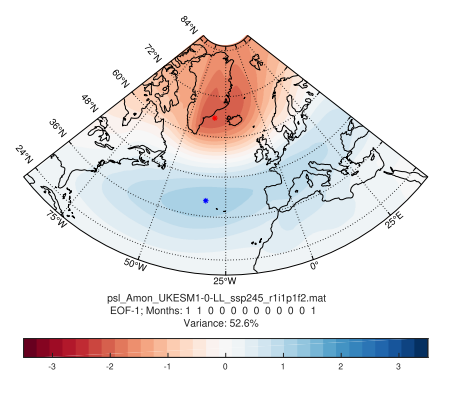 84°N
72°N
60°N
48°N
36°N
24°N
75°W
50°W
25°W
0°
25°E
psl_Amon_UKESM1-0-LL_ssp245_r1i1p1f2.mat
EOF-1; Months: 1 1 0 0 0 0 0 0 0 0 0 1
Variance: 52.6%
-3 -2 -1 0 1 2 3